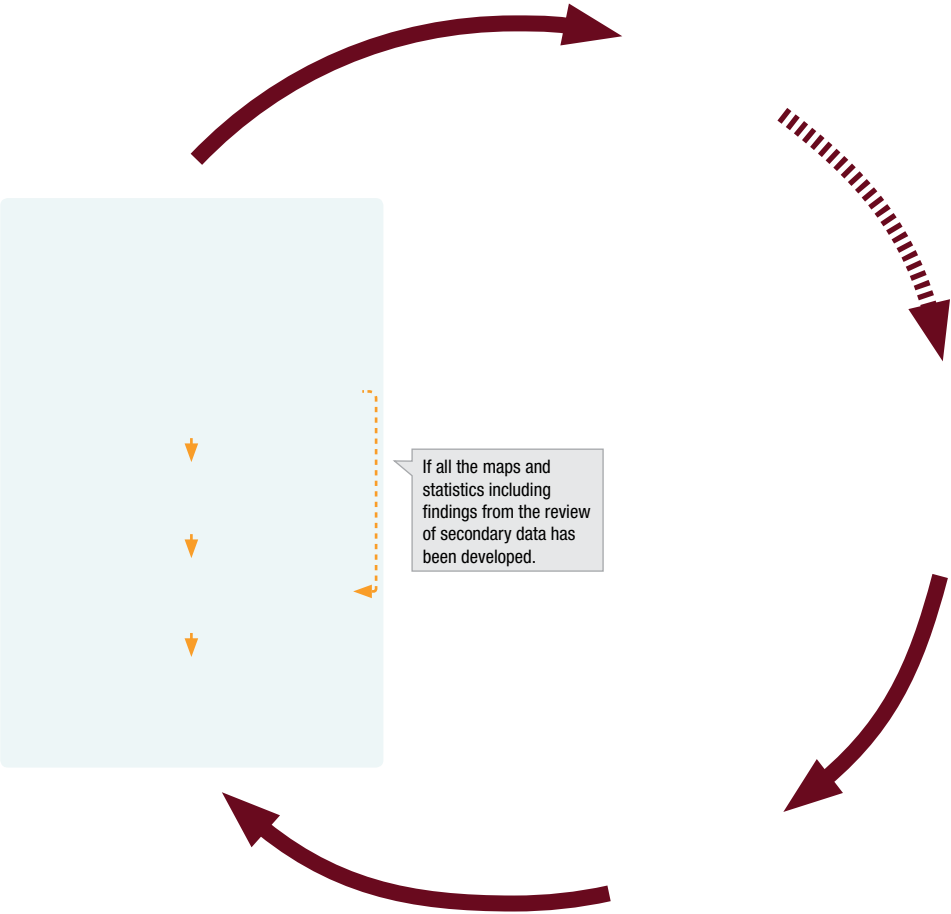 If all the maps and
statistics including
findings from the review
of secondary data has
been developed.